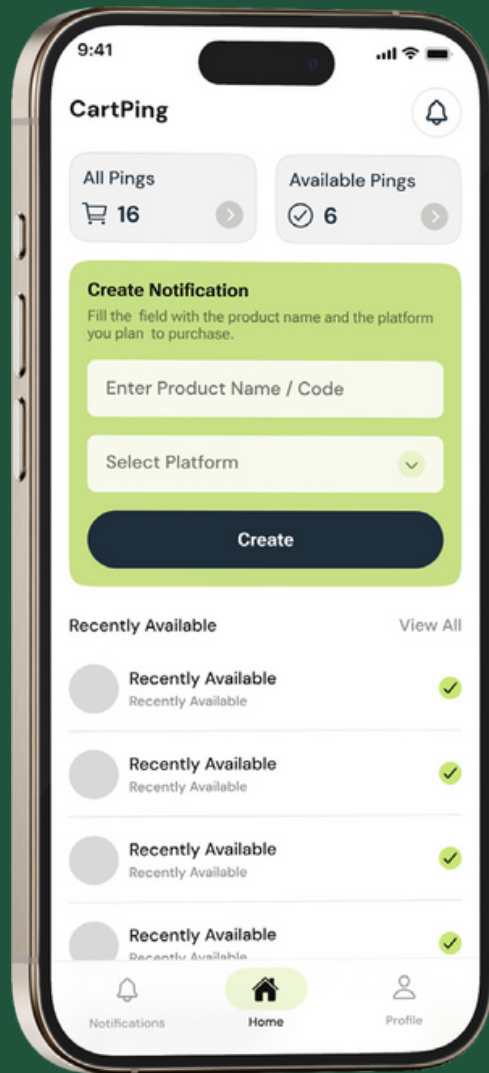 9:41
CartPing
All Pings
16
Available Pings
6
Create Notification
Fill the field with the product name and the platform
you plan to purchase.
Enter Product Name / Code
Select Platform
Create
Recently Available
View All
Recently Available
Recently Available
Recently Available
Recently Available
Recently Available
Recently Available
Recently Available
Recently Available
Notifications
Home
Profile